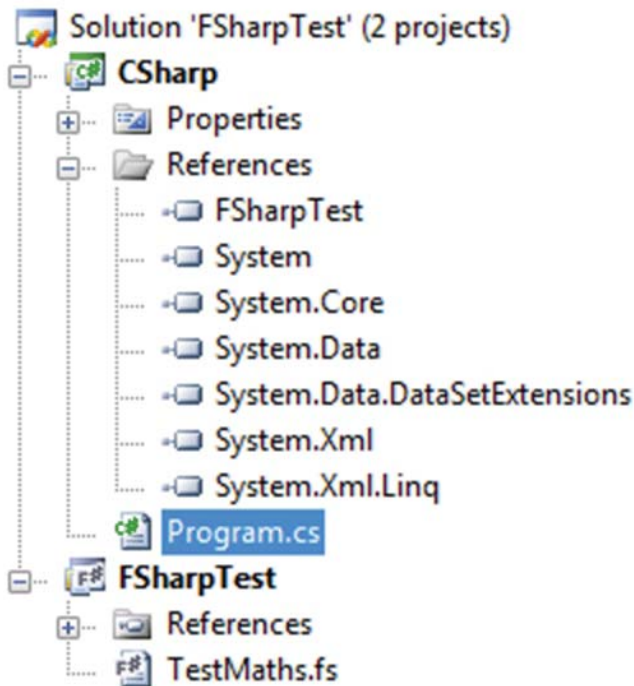 Solution 'FSharpTest' (2 projects)
C# CSharp
Properties
References
FSharpTest
System
System.Core
System.Data
System.Data.DataSetExtensions
System.Xml
System.Xml.Linq
C# Program.cs
F# FSharpTest
References
F# TestMaths.fs